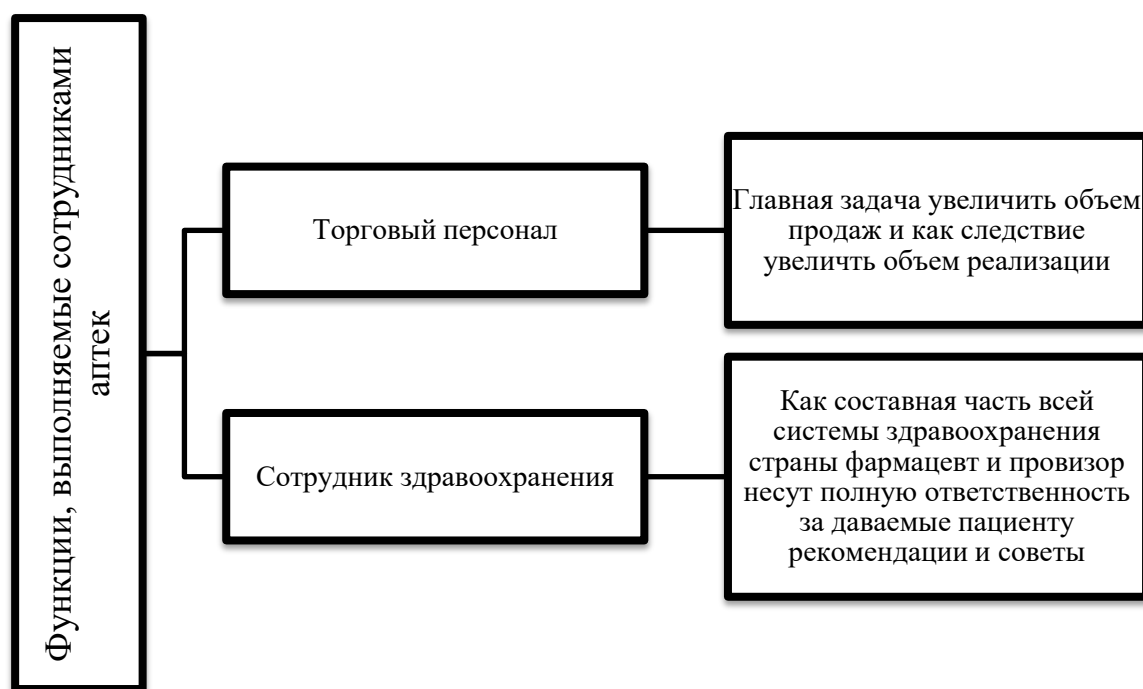 Функции, выполняемые сотрудниками
аптек
Торговый персонал
Главная задача увеличить объем
продаж и как следствие
увеличть объем реализации
Сотрудник здравоохранения
Как составная часть всей
системы здравоохранения
страны фармацевт и провизор
несут полную ответственность
за даваемые пациенту
рекомендации и советы